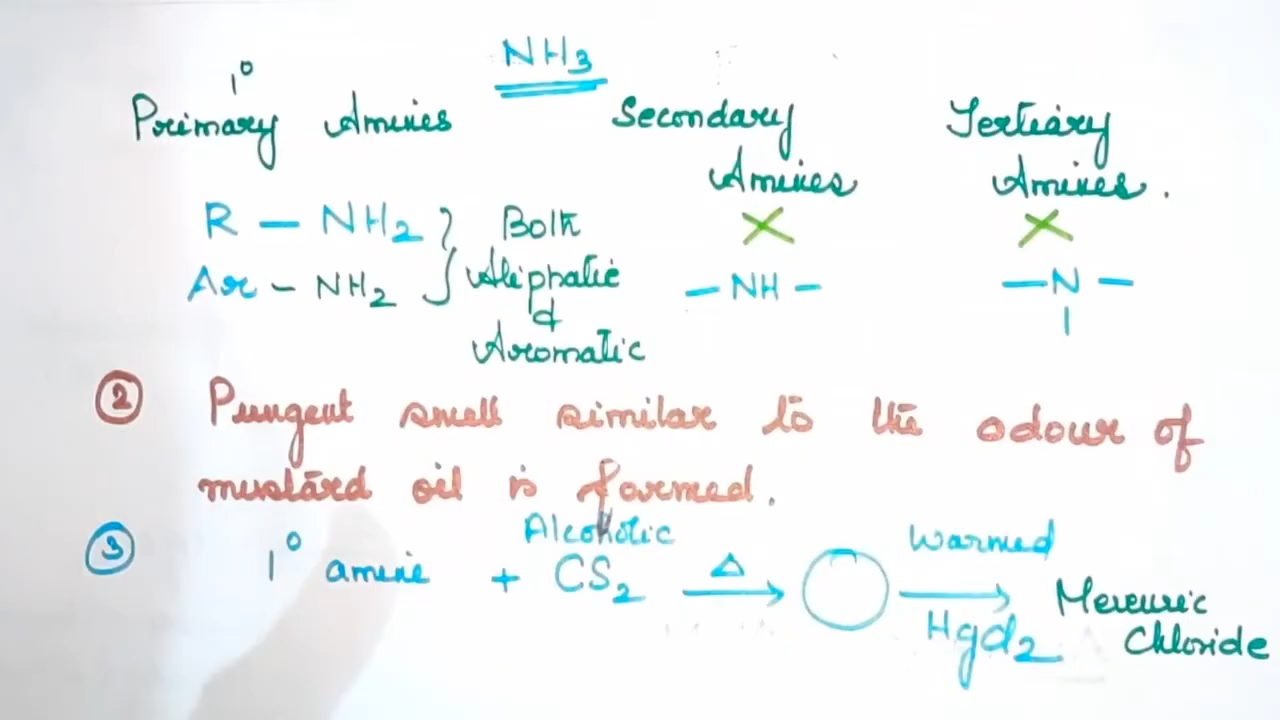 NH3
1°
Primary Amines Secondary Amines Tertiary Amines.
R — NH2 } Both Aliphatic & Aromatic X X
Ar - NH2 — NH — — N —
② Pungent smell similar to the odour of
mustard oil is formed.
③ 1° amine + Alcoholic CS2 Δ → Warmed HgCl2 → Mercuric
Chloride